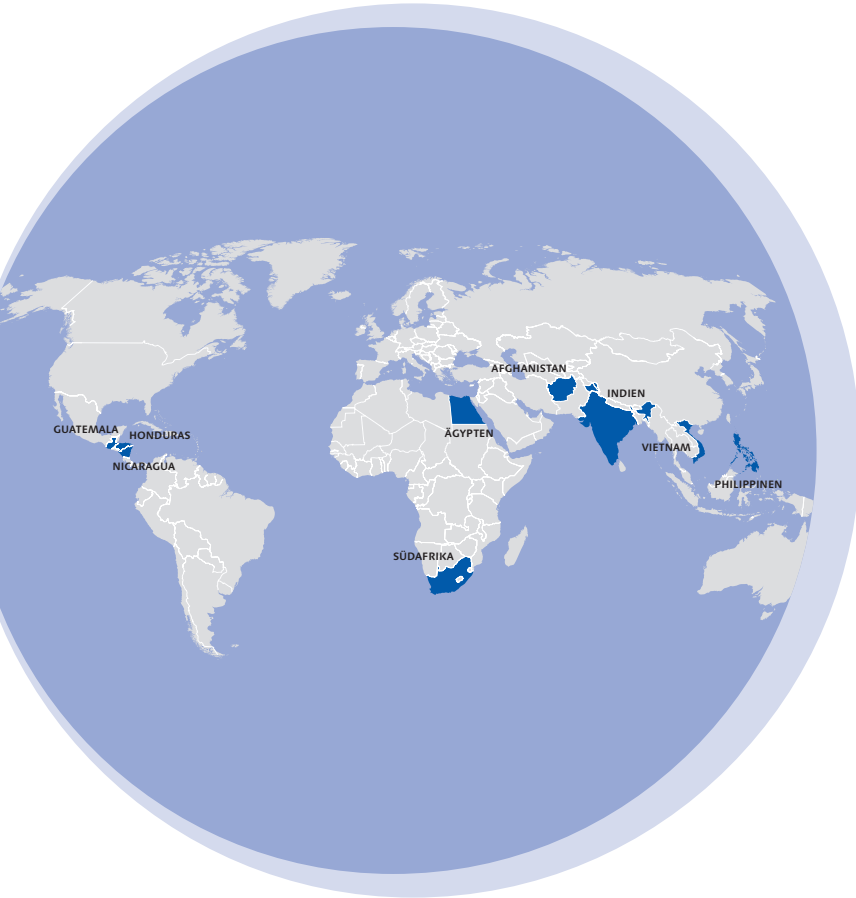 AFGHANISTAN
INDIEN
GUATEMALA
HONDURAS
ÄGYPTEN
VIETNAM
NICARAGUA
PHILIPPINEN
SÜDAFRIKA